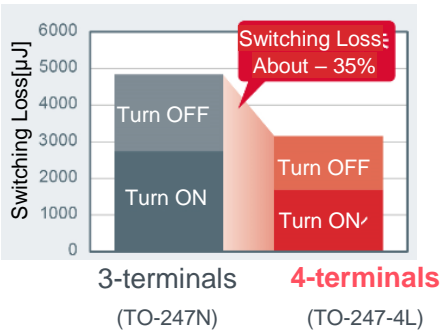 Switching Loss[μJ]
6000
5000
4000
3000
2000
1000
0
Switching Loss
About – 35%
Turn OFF
Turn ON
Turn OFF
Turn ON
3-terminals
(TO-247N)
4-terminals
(TO-247-4L)